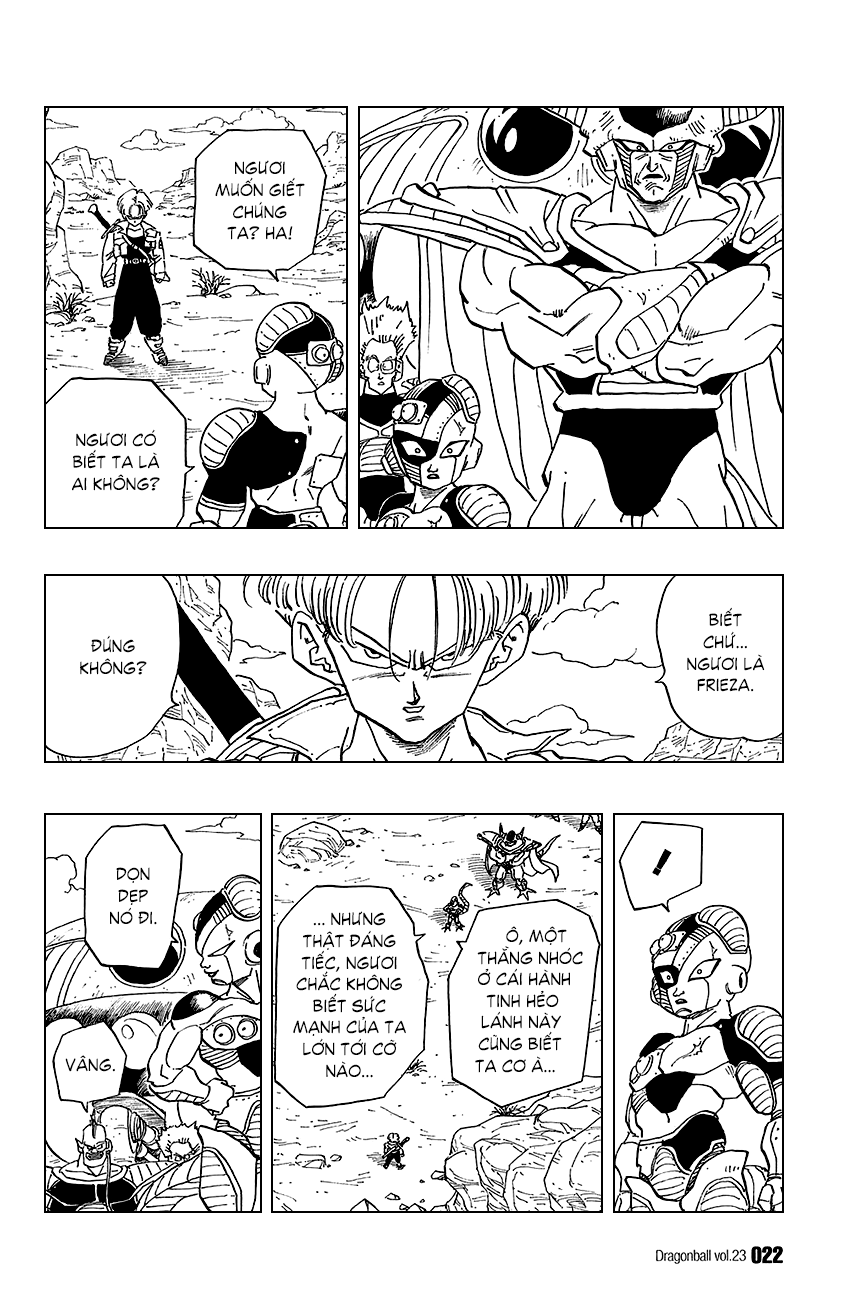 NGƯƠI
MUỐN GIẾT
CHÚNG
TA? HA!
NGƯƠI CÓ
BIẾT TA LÀ
AI KHÔNG?
BIẾT
CHỨ...
NGƯƠI LÀ
FRIEZA.
ĐÚNG
KHÔNG?
!
Ồ, MỘT
THẰNG NHÓC
Ở CÁI HÀNH
TINH HẺO
LÁNH NÀY
CŨNG BIẾT
TA CƠ À...
... NHƯNG
THẬT ĐÁNG
TIẾC, NGƯƠI
CHẮC KHÔNG
BIẾT SỨC
MẠNH CỦA TA
LỚN TỚI CỠ
NÀO...
DỌN
DẸP
NÓ ĐI.
VÂNG.
Dragonball vol.23 022